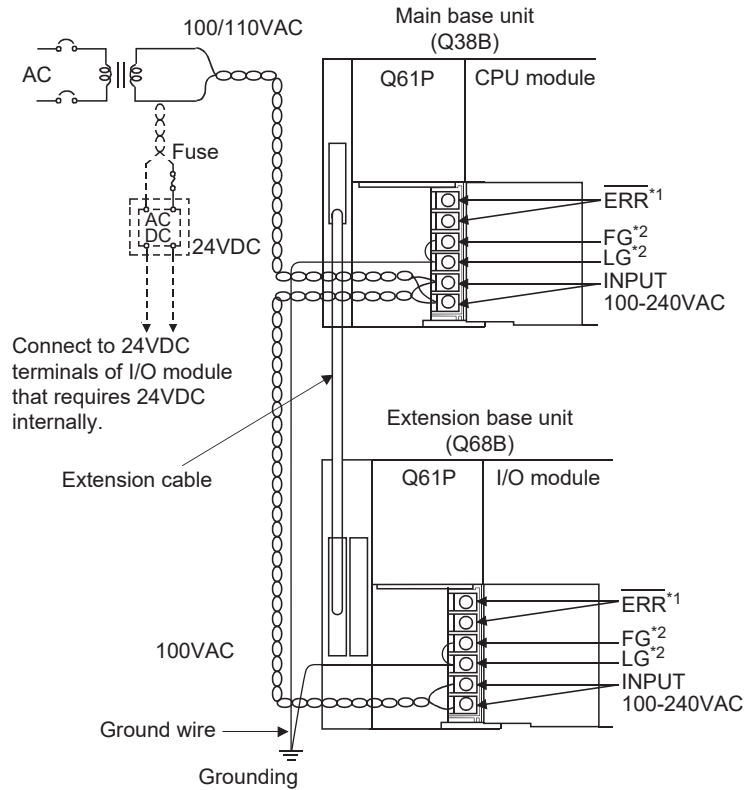 100/110VAC
Main base unit
(Q38B)
AC
Q61P
CPU module
Fuse
ERR*1
AC
DC
24VDC
FG*2
LG*2
INPUT
100-240VAC
Connect to 24VDC
terminals of I/O module
that requires 24VDC
internally.
Extension base unit
(Q68B)
Extension cable
Q61P
I/O module
ERR*1
100VAC
FG*2
LG*2
INPUT
100-240VAC
Ground wire
Grounding